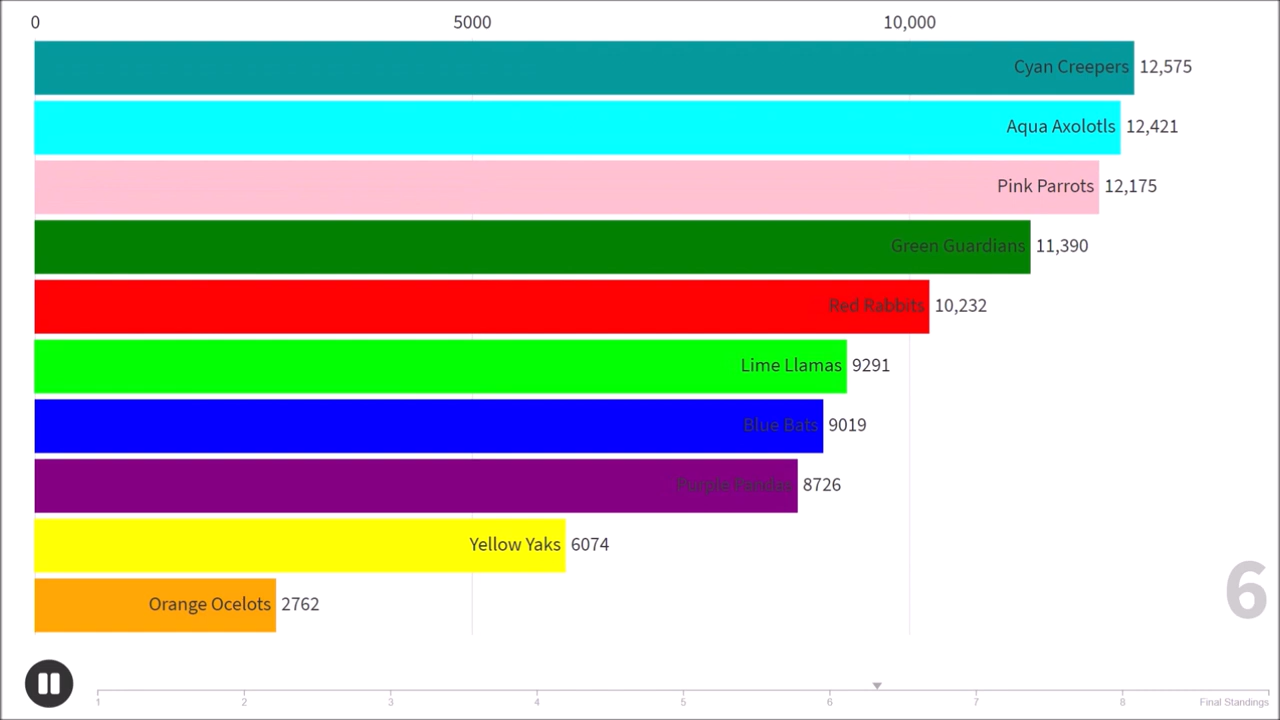 0 5000 10,000
Cyan Creepers 12,575
Aqua Axolotls 12,421
Pink Parrots 12,175
Green Guardians 11,390
Red Rabbits 10,232
Lime Llamas 9291
Blue Bats 9019
Purple Pandas 8726
Yellow Yaks 6074
Orange Ocelots 2762
6
1 2 3 4 5 6 7 8 Final Standings